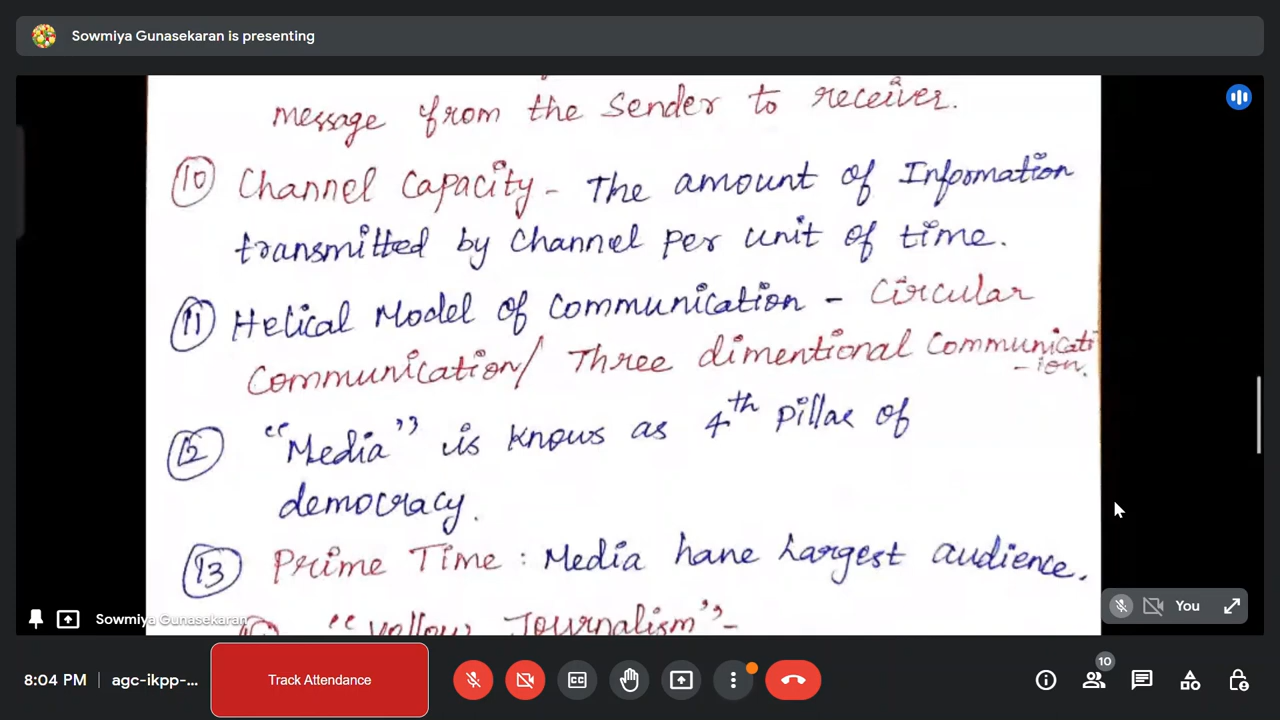 Sowmiya Gunasekaran is presenting
message from the Sender to receiver.
10 Channel Capacity - The amount of Information
transmitted by Channel per unit of time.
11 Helical Model of Communication - Circular
Communication/ Three dimentional Communicati
-ion.
12 "Media" is knows as 4th Pillar of
democracy.
13 Prime Time : Media have Largest audience.
"Yellow Journalism" -
Sowmiya Gunasekaran
You
8:04 PM | agc-ikpp-...
Track Attendance
CC
10